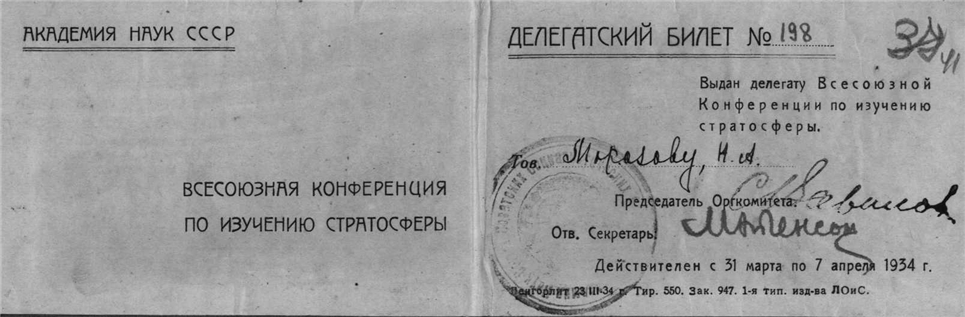 АКАДЕМИЯ НАУК СССР
ВСЕСОЮЗНАЯ КОНФЕРЕНЦИЯ
ПО ИЗУЧЕНИЮ СТРАТОСФЕРЫ
ДЕЛЕГАТСКИЙ БИЛЕТ № 198
Выдан делегату Всесоюзной
Конференции по изучению
стратосферы.
Тов. Морозову, Н. А.
Председатель Оргкомитета. С Вавилов
Отв. Секретарь
Действителен с 31 марта по 7 апреля 1934 г.
Ленгорлит 23 III-34 г. Тир. 550. Зак. 947. 1-я тип. изд-ва ЛОиС.